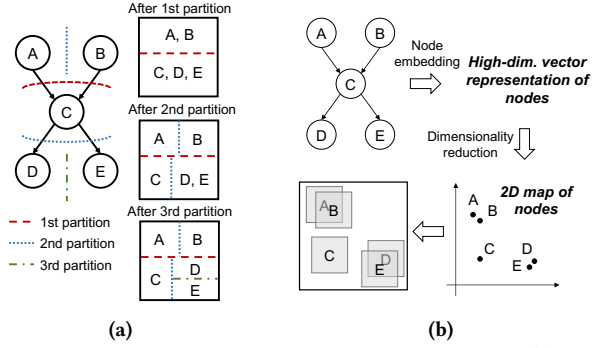 After 1st partition
A
B
A, B
C, D, E
C
D
E
After 2nd partition
A
B
C
D, E
After 3rd partition
A
B
C
D
E
1st partition
2nd partition
3rd partition
(a)
A
B
C
D
E
Node
embedding
High-dim. vector
representation of
nodes
Dimensionality
reduction
2D map of
nodes
A
B
C
D
E
A
B
C
D
E
(b)